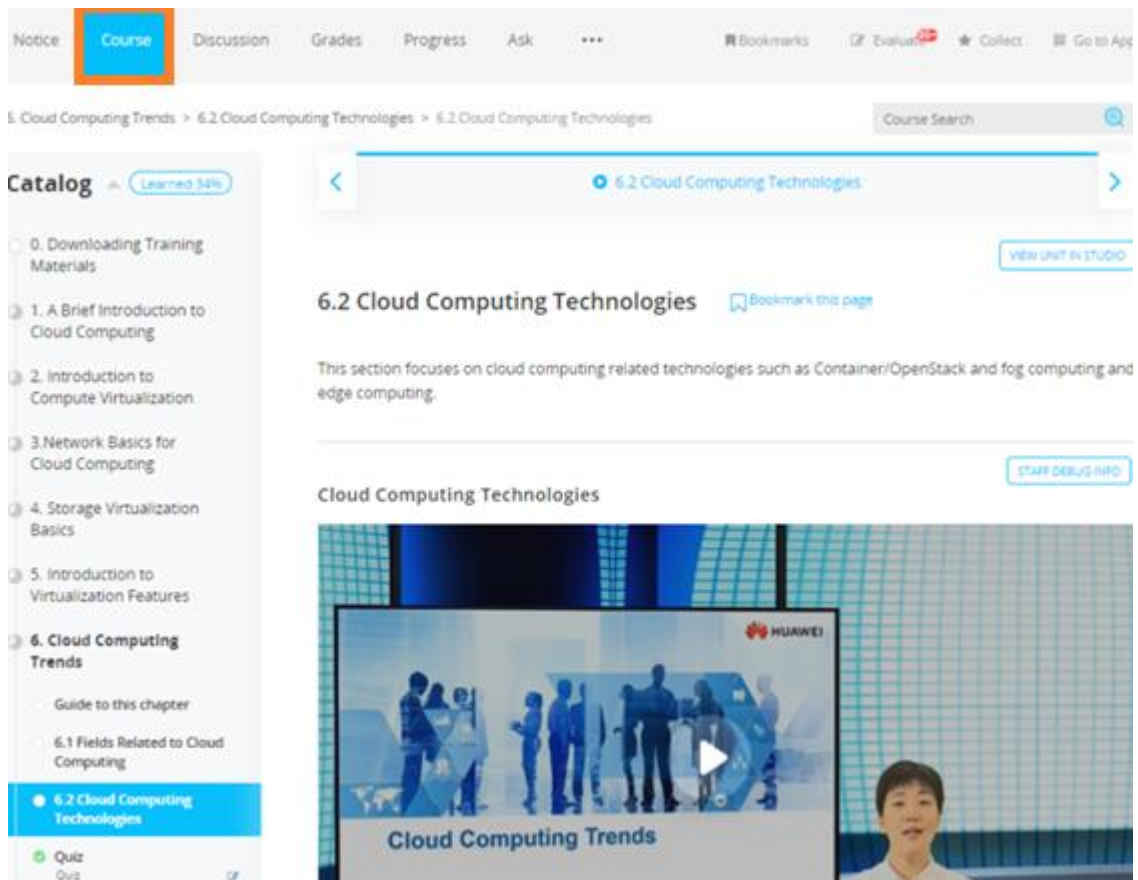 Notice Course Discussion Grades Progress Ask ••• Bookmarks Evaluate Collect Go to App
6. Cloud Computing Trends > 6.2 Cloud Computing Technologies > 6.2 Cloud Computing Technologies Course Search
Catalog Learned 34%
6.2 Cloud Computing Technologies
0. Downloading Training
Materials
1. A Brief Introduction to
Cloud Computing
2. Introduction to
Compute Virtualization
3.Network Basics for
Cloud Computing
4. Storage Virtualization
Basics
5. Introduction to
Virtualization Features
6. Cloud Computing
Trends
Guide to this chapter
6.1 Fields Related to Cloud
Computing
6.2 Cloud Computing
Technologies
Quiz
Quiz
VIEW UNIT IN STUDIO
6.2 Cloud Computing Technologies Bookmark this page
This section focuses on cloud computing related technologies such as Container/OpenStack and fog computing and
edge computing.
STAFF DEBUG INFO
Cloud Computing Technologies
HUAWEI
Cloud Computing Trends